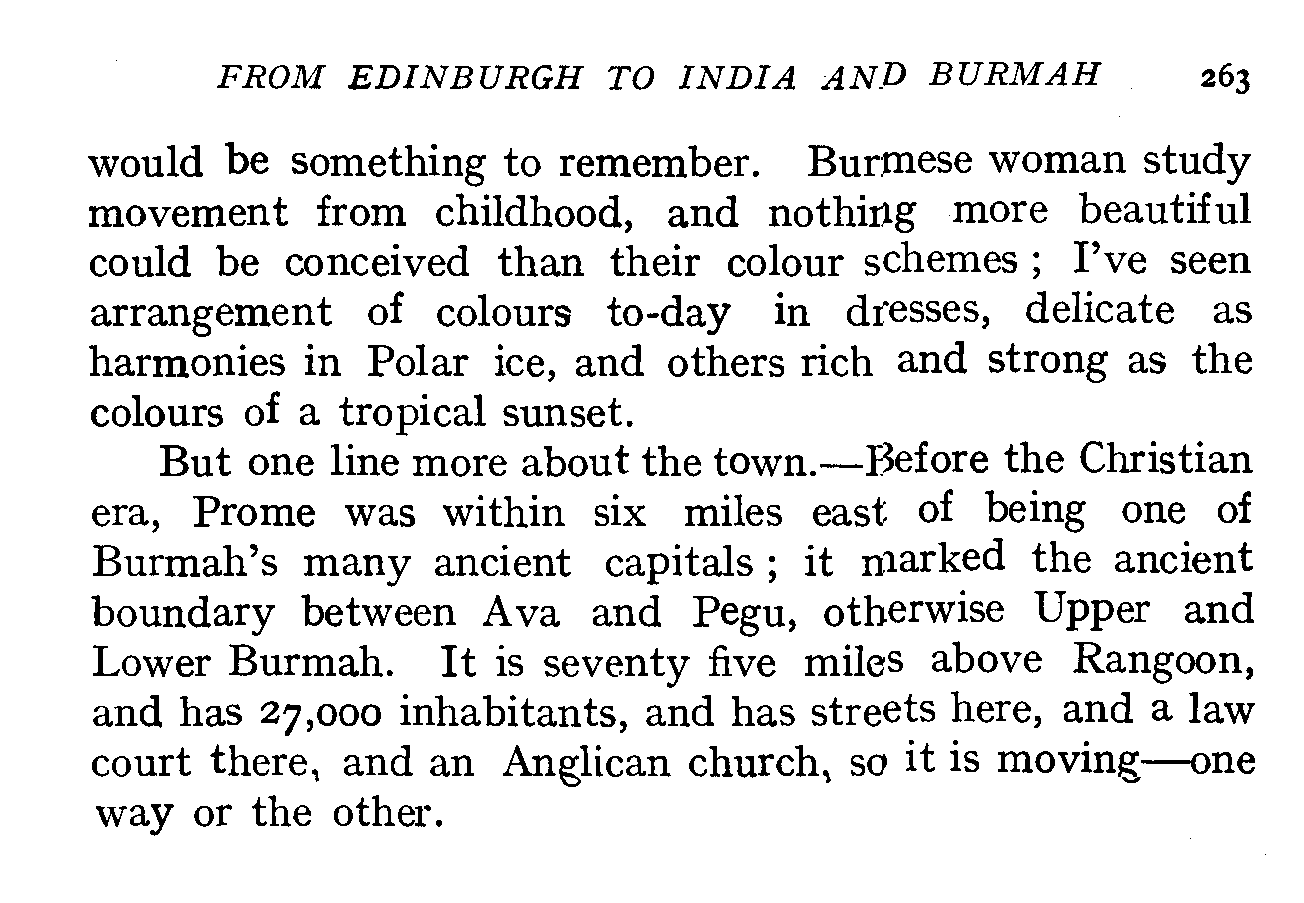 FROM EDINBURGH TO INDIA AND BURMAH 263
would be something to remember. Burmese woman study
movement from childhood, and nothing more beautiful
could be conceived than their colour schemes ; I've seen
arrangement of colours to-day in dresses, delicate as
harmonies in Polar ice, and others rich and strong as the
colours of a tropical sunset.
But one line more about the town.—Before the Christian
era, Prome was within six miles east of being one of
Burmah's many ancient capitals ; it marked the ancient
boundary between Ava and Pegu, otherwise Upper and
Lower Burmah. It is seventy five miles above Rangoon,
and has 27,000 inhabitants, and has streets here, and a law
court there, and an Anglican church, so it is moving—one
way or the other.